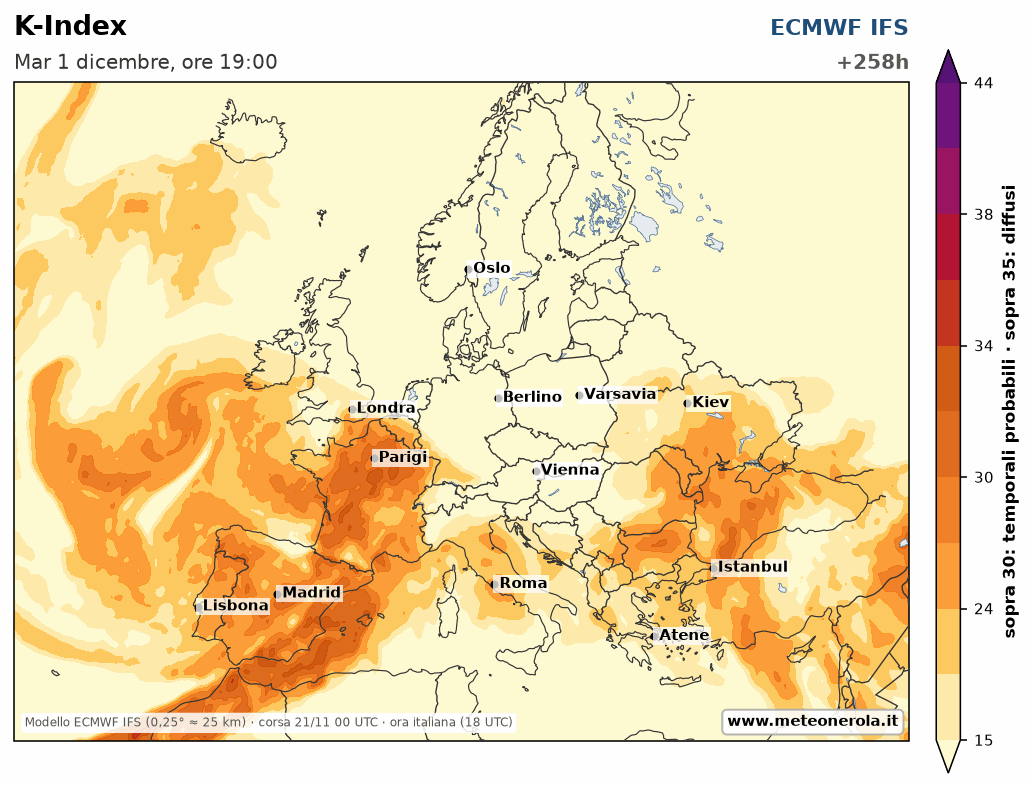 K-Index
ECMWF IFS
Mar 1 dicembre, ore 19:00
+258h
44
38
34
30
24
15
sopra 30: temporali probabili · sopra 35: diffusi
Oslo
Berlino
Varsavia
Kiev
Londra
Parigi
Vienna
Istanbul
Roma
Madrid
Lisbona
Atene
Modello ECMWF IFS (0,25° ≈ 25 km) · corsa 21/11 00 UTC · ora italiana (18 UTC)
www.meteonerola.it